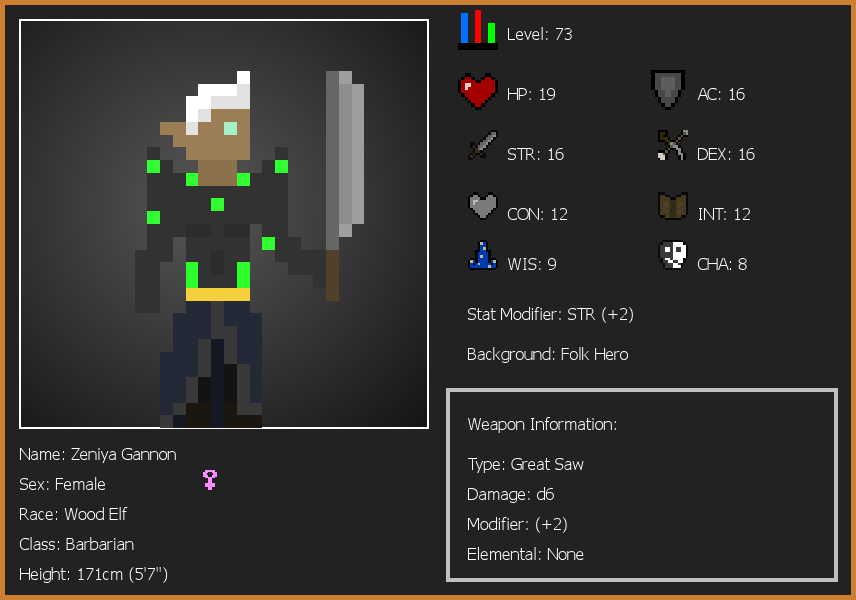 Level: 73
HP: 19
AC: 16
STR: 16
DEX: 16
CON: 12
INT: 12
WIS: 9
CHA: 8
Stat Modifier: STR (+2)
Background: Folk Hero
Weapon Information:
Type: Great Saw
Damage: d6
Modifier: (+2)
Elemental: None
Name: Zeniya Gannon
Sex: Female
Race: Wood Elf
Class: Barbarian
Height: 171cm (5'7")